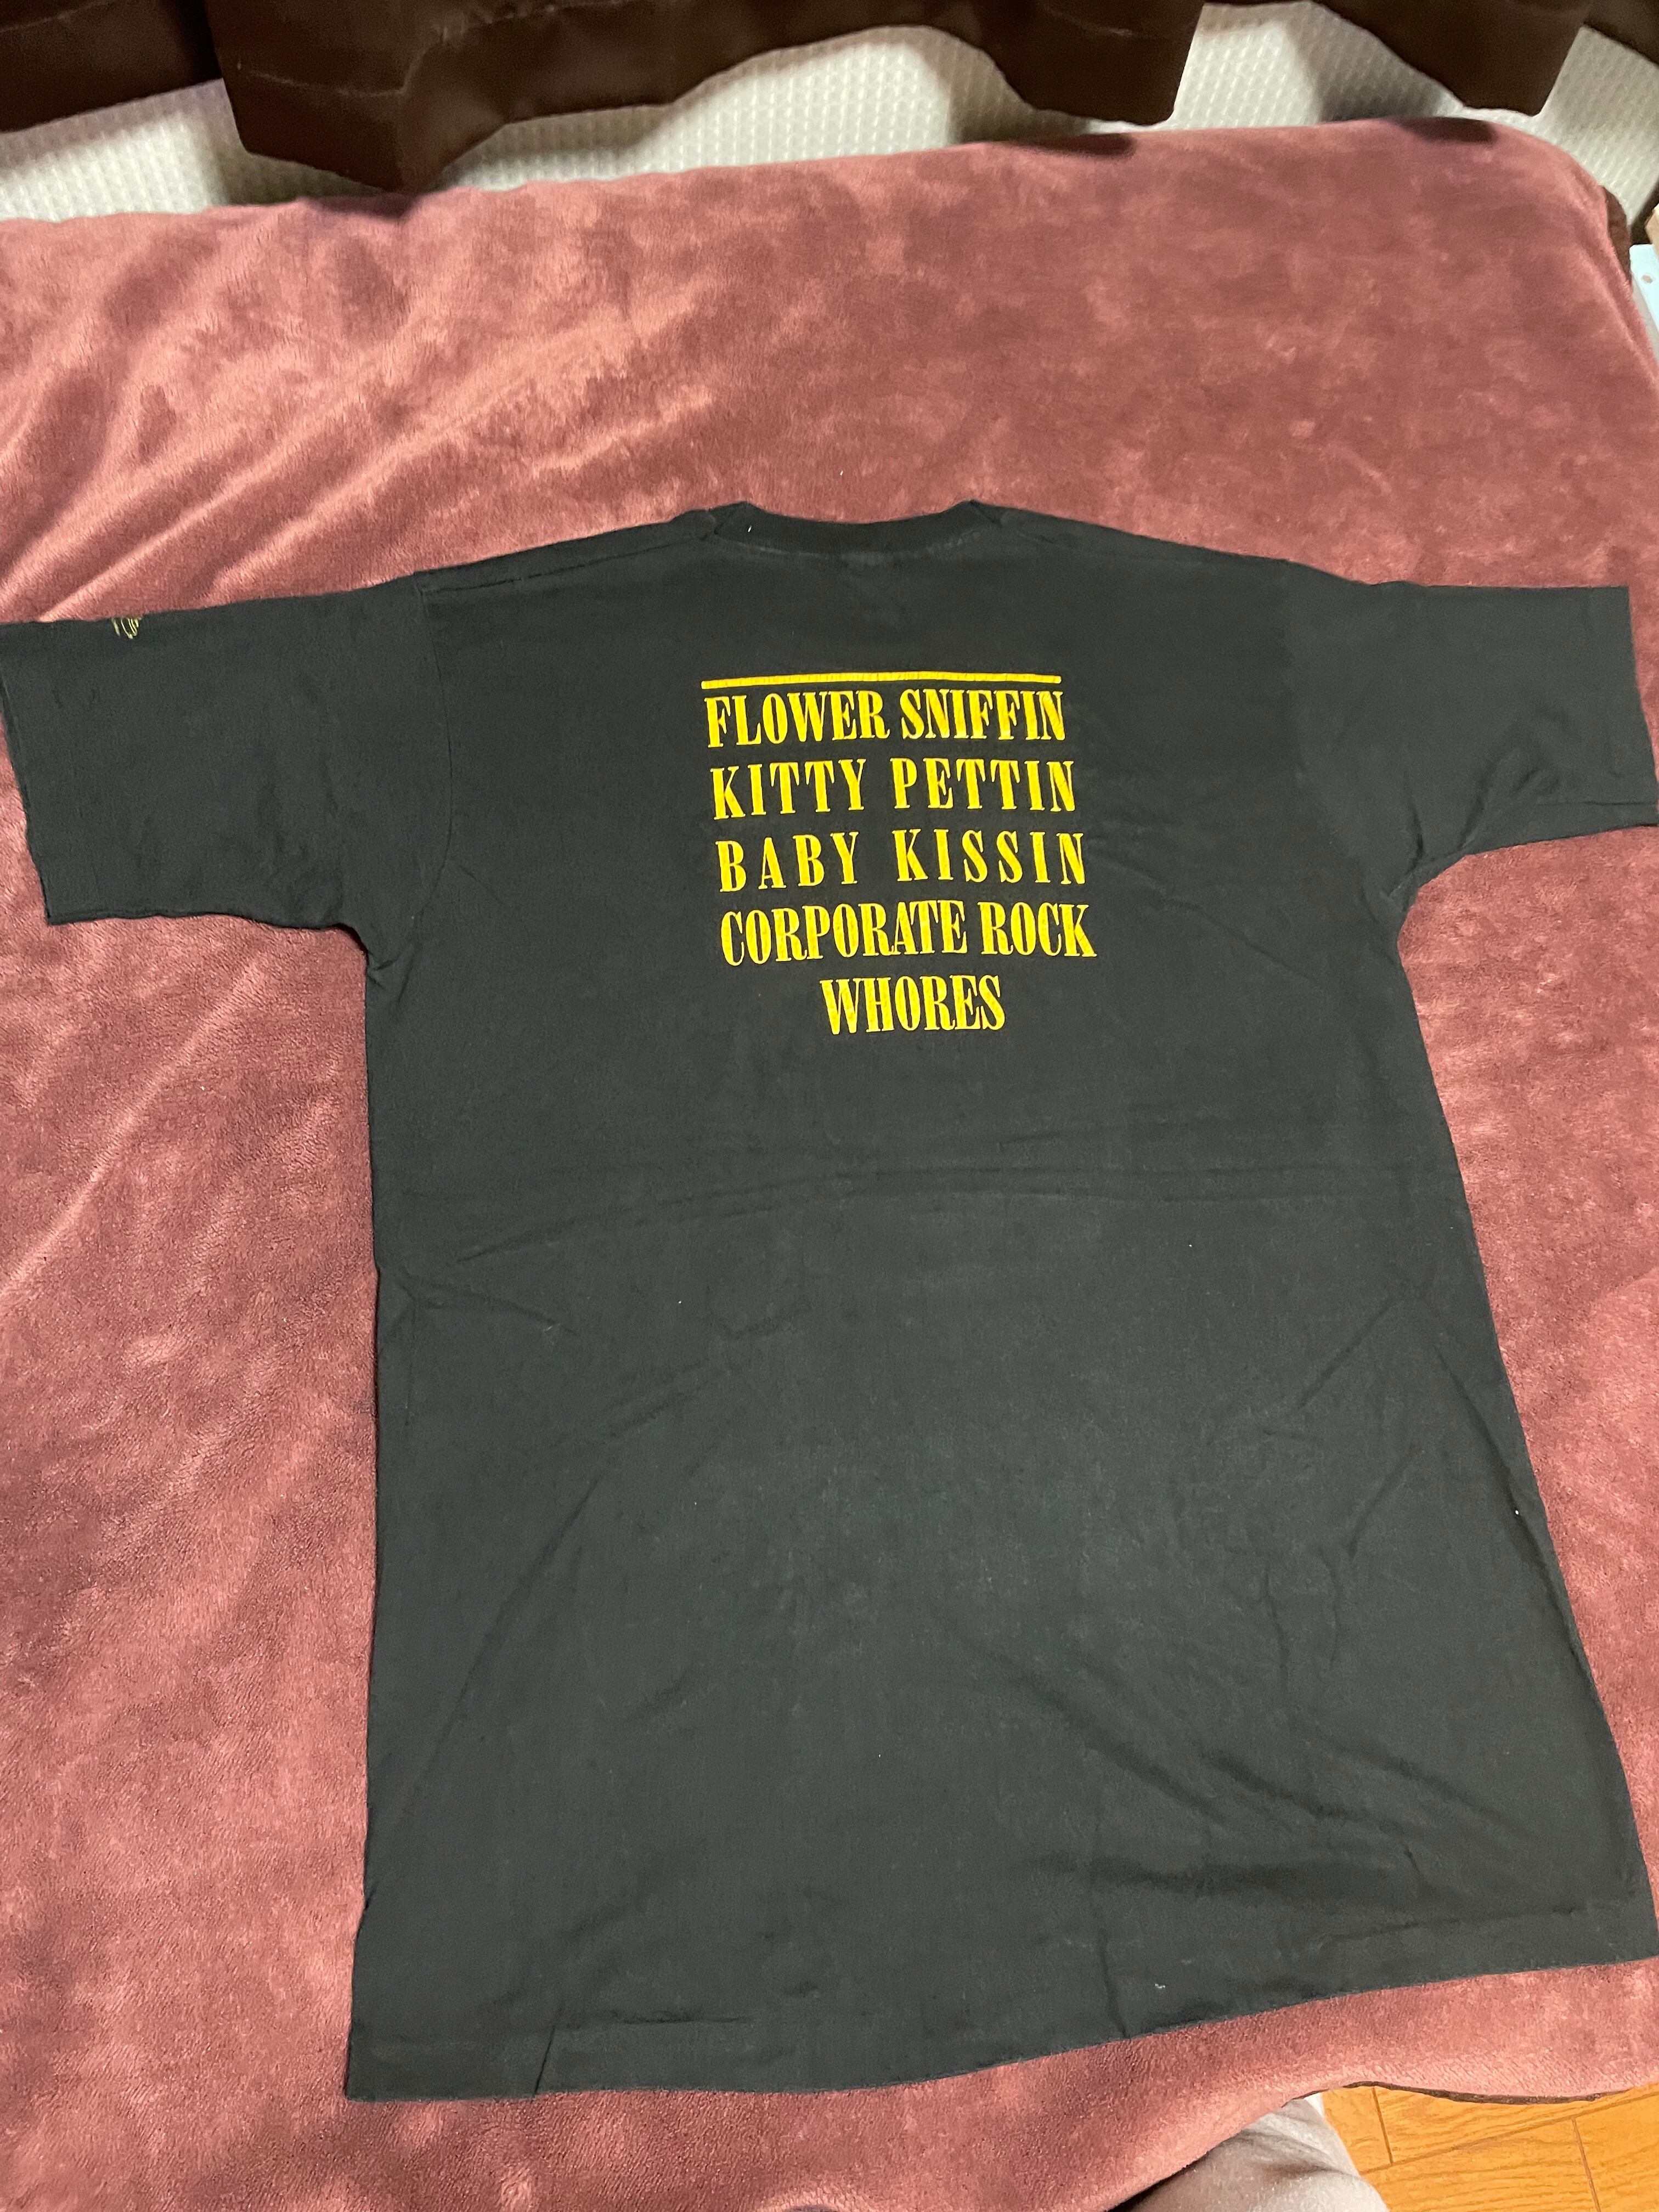 FLOWER SNIFFIN
KITTY PETTIN
BABY KISSIN
CORPORATE ROCK
WHORES